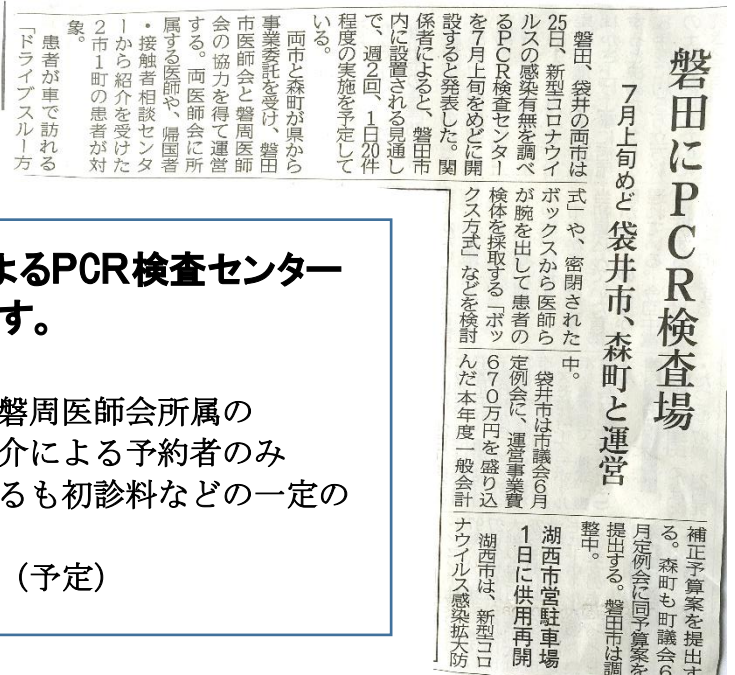 磐田にPCR検査場
7月上旬めど 袋井市、森町と運営
磐田、袋井の両市は
25日、新型コロナウイ
ルスの感染有無を調べ
るPCR検査センター
を7月上旬をめどに開
設すると発表した。関
係者によると、磐田市
内に設置される見通し
で、週2回、1日20件
程度の実施を予定して
いる。
両市と森町が県から
事業委託を受け、磐田
市医師会と磐周医師
会の協力を得て運営
する。両医師会に所
属する医師や、帰国者
・接触者相談センタ
ーから紹介を受けた
2市1町の患者が対
象。
患者が車で訪れる
「ドライブスルー方
式」や、密閉された
ボックスから医師ら
が腕を出して患者の
検体を採取する「ボッ
クス方式」などを検討
中。
袋井市は市議会6月
定例会に、運営事業費
670万円を盛り込
んだ本年度一般会計
補正予算案を提出す
る。森町も町議会6
月定例会に同予算案を
提出する。磐田市は調
整中。
湖西市営駐車場
1日に供用再開
湖西市は、新型コロ
ナウイルス感染拡大防
よるPCR検査センター
す。
磐周医師会所属の
介による予約者のみ
るも初診料などの一定の
（予定）